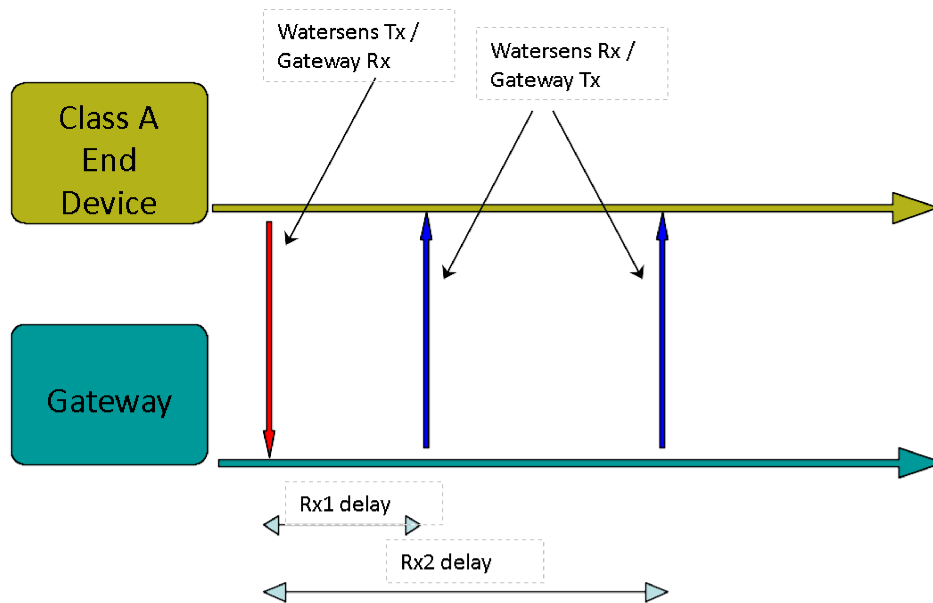 Watersens Tx /
Gateway Rx
Watersens Rx /
Gateway Tx
Class A
End
Device
Gateway
Rx1 delay
Rx2 delay